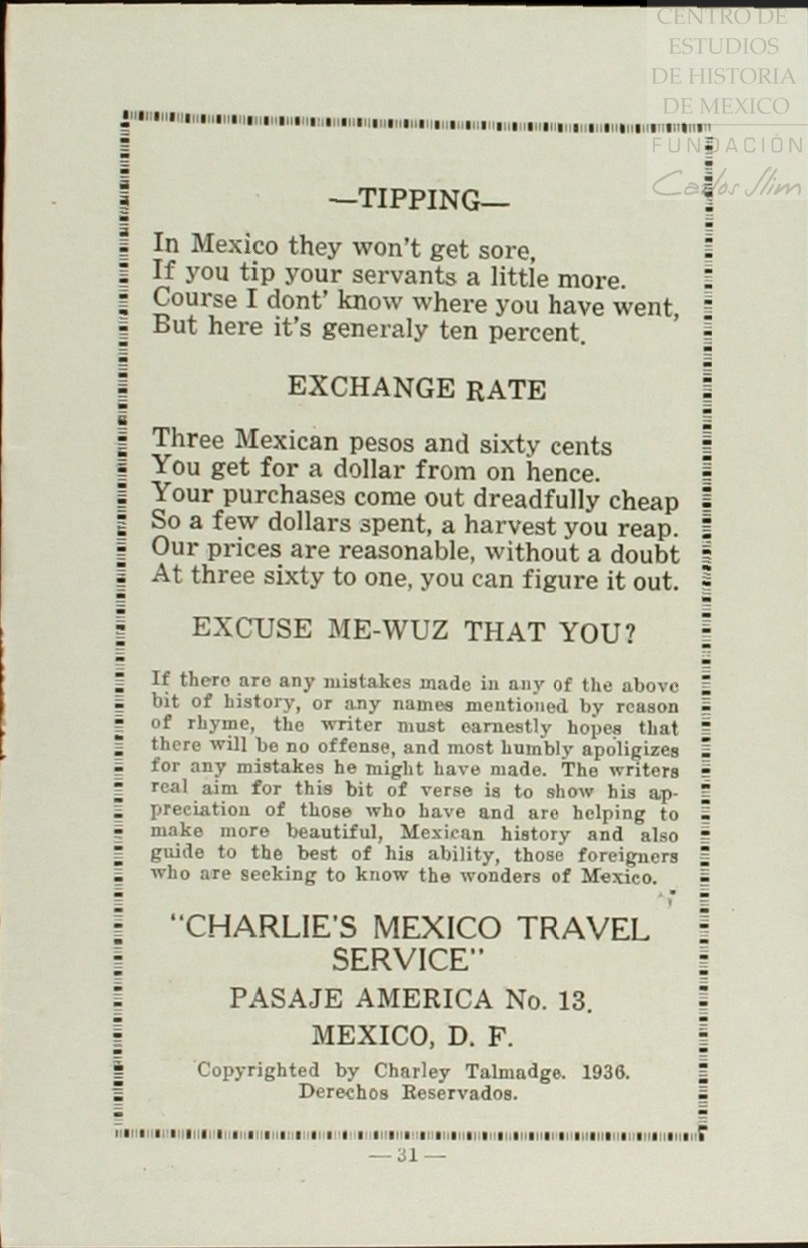 CENTRO DE
ESTUDIOS
DE HISTORIA
DE MEXICO
FUNDACIÓN
Carlos Slim
—TIPPING—
In Mexico they won't get sore,
If you tip your servants a little more.
Course I dont' know where you have went,
But here it's generaly ten percent.
EXCHANGE RATE
Three Mexican pesos and sixty cents
You get for a dollar from on hence.
Your purchases come out dreadfully cheap
So a few dollars spent, a harvest you reap.
Our prices are reasonable, without a doubt
At three sixty to one, you can figure it out.
EXCUSE ME-WUZ THAT YOU?
If there are any mistakes made in any of the above
bit of history, or any names mentioned by reason
of rhyme, the writer must earnestly hopes that
there will be no offense, and most humbly apoligizes
for any mistakes he might have made. The writers
real aim for this bit of verse is to show his ap-
preciation of those who have and are helping to
make more beautiful, Mexican history and also
guide to the best of his ability, those foreigners
who are seeking to know the wonders of Mexico.
"CHARLIE'S MEXICO TRAVEL
SERVICE"
PASAJE AMERICA No. 13.
MEXICO, D. F.
Copyrighted by Charley Talmadge. 1936.
Derechos Reservados.
— 31 —